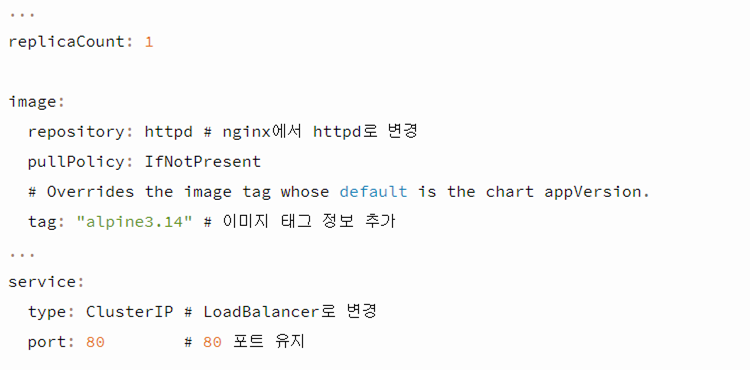 ...
replicaCount: 1
image:
  repository: httpd # nginx에서 httpd로 변경
  pullPolicy: IfNotPresent
  # Overrides the image tag whose default is the chart appVersion.
  tag: "alpine3.14" # 이미지 태그 정보 추가
...
service:
  type: ClusterIP # LoadBalancer로 변경
  port: 80        # 80 포트 유지